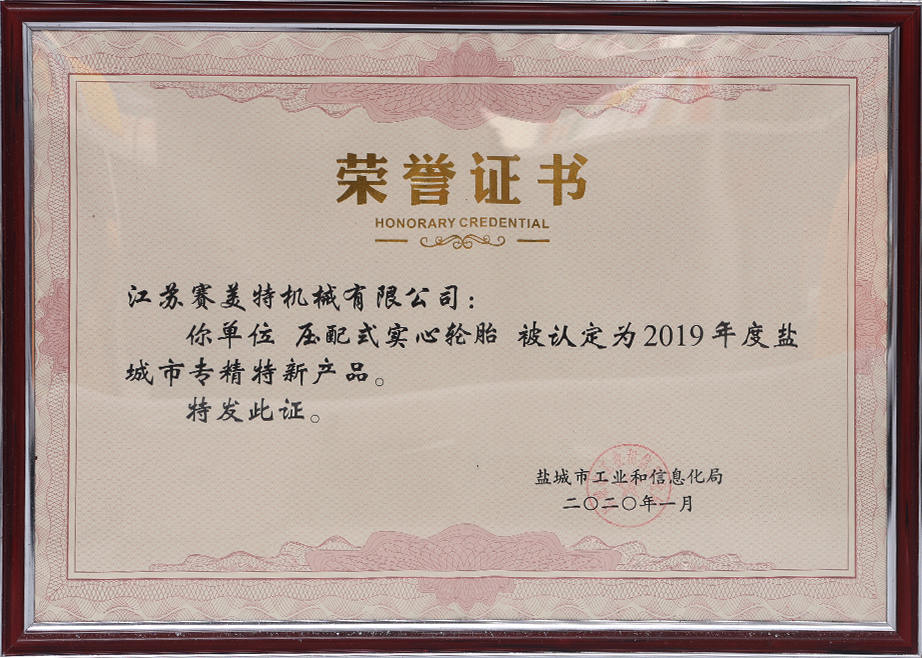 荣誉证书
HONORARY CREDENTIAL
江苏赛美特机械有限公司：
你单位 压配式实心轮胎 被认定为2019年度盐
城市专精特新产品。
特发此证。
盐城市工业和信息化局
二〇二〇年一月